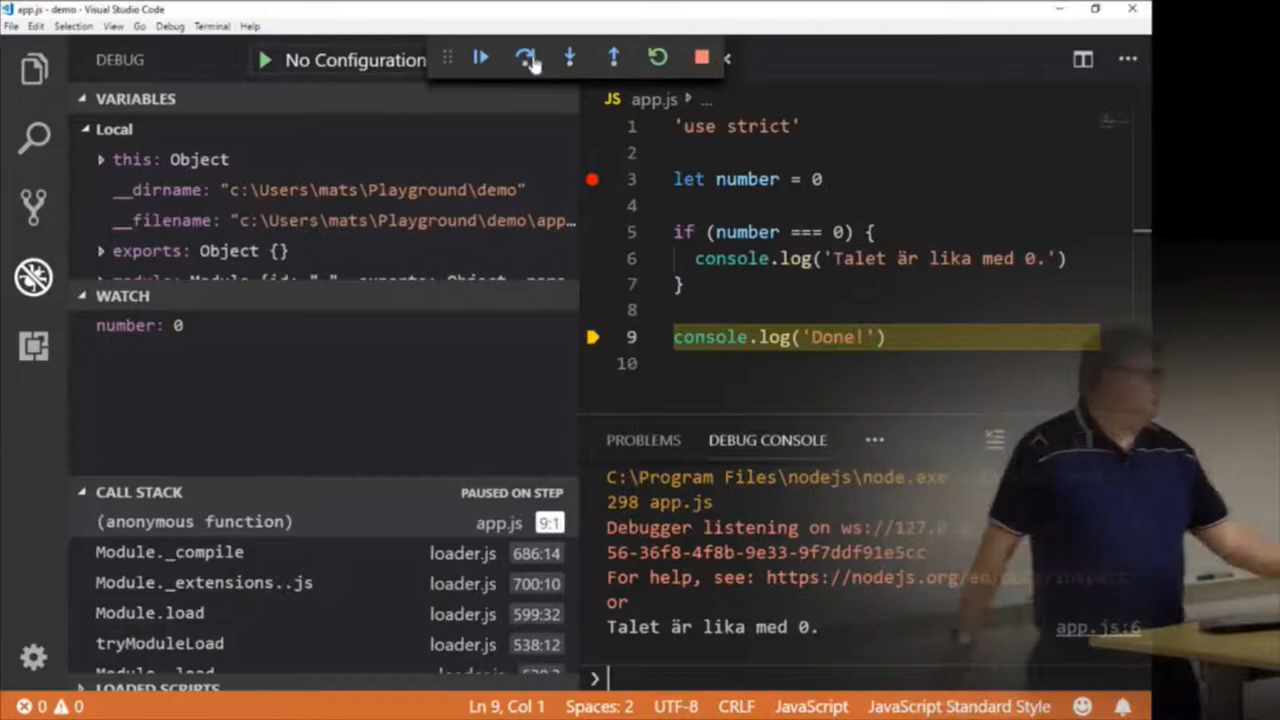 app.js - demo - Visual Studio Code
File Edit Selection View Go Debug Terminal Help
DEBUG
No Configuration
VARIABLES
Local
this: Object
__dirname: "c:\Users\mats\Playground\demo"
__filename: "c:\Users\mats\Playground\demo\app…
exports: Object {}
WATCH
number: 0
CALL STACK PAUSED ON STEP
(anonymous function) app.js 9:1
Module._compile loader.js 686:14
Module._extensions..js loader.js 700:10
Module.load loader.js 599:32
tryModuleLoad loader.js 538:12
Module._load loader.js
LOADED SCRIPTS
JS app.js ...
1 'use strict'
2
3 let number = 0
4
5 if (number === 0) {
6 console.log('Talet är lika med 0.')
7 }
8
9 console.log('Done!')
10
PROBLEMS DEBUG CONSOLE ...
C:\Program Files\nodejs\node.exe
298 app.js
Debugger listening on ws://127.0.
56-36f8-4f8b-9e33-9f7ddf91e5cc
For help, see: https://nodejs.org/en/docs/inspect
or
Talet är lika med 0. app.js:6
0 0 Ln 9, Col 1 Spaces: 2 UTF-8 CRLF JavaScript JavaScript Standard Style